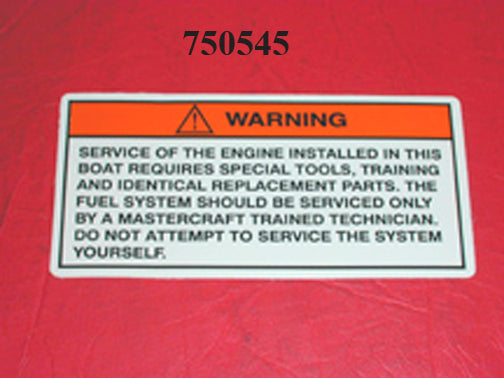 750545
WARNING
SERVICE OF THE ENGINE INSTALLED IN THIS
BOAT REQUIRES SPECIAL TOOLS, TRAINING
AND IDENTICAL REPLACEMENT PARTS. THE
FUEL SYSTEM SHOULD BE SERVICED ONLY
BY A MASTERCRAFT TRAINED TECHNICIAN.
DO NOT ATTEMPT TO SERVICE THE SYSTEM
YOURSELF.